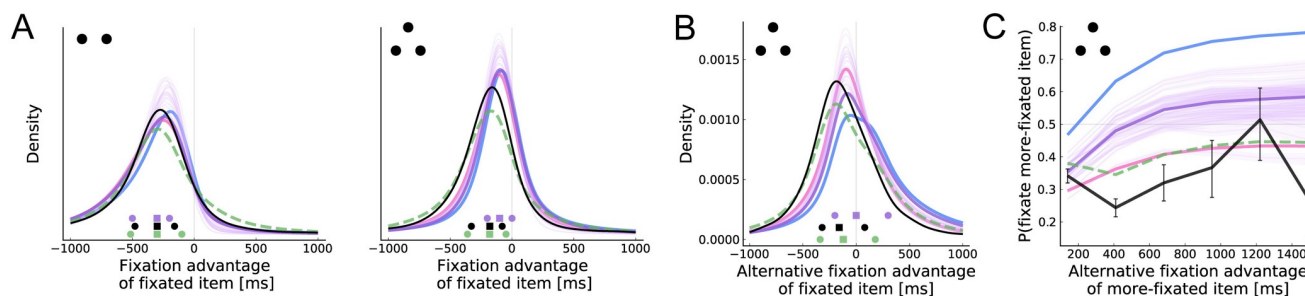 A
Density
−1000 −500 0 500 1000
Fixation advantage
of fixated item [ms]
Density
−1000 −500 0 500 1000
Fixation advantage
of fixated item [ms]
B
Density
0.0015
0.0010
0.0005
0.0000
−1000 −500 0 500 1000
Alternative fixation advantage
of fixated item [ms]
C
P(fixate more-fixated item)
0.8
0.7
0.6
0.5
0.4
0.3
0.2
200 400 600 800 1000 1200 1400
Alternative fixation advantage
of more-fixated item [ms]